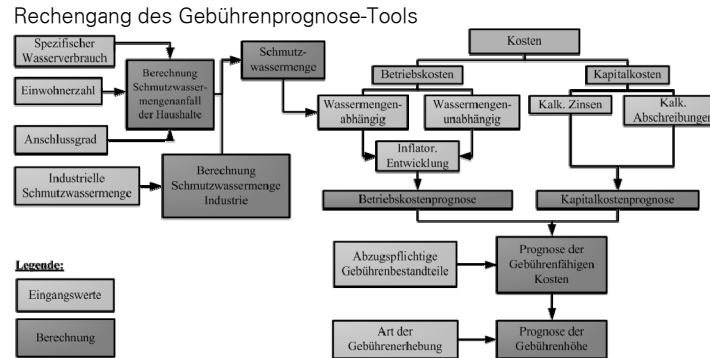 Rechengang des Gebührenprognose-Tools
Spezifischer
Wasserverbrauch
Einwohnerzahl
Anschlussgrad
Industrielle
Schmutzwassermenge
Berechnung
Schmutzwasser-
mengenanfall
der Haushalte
Berechnung
Schmutzwassermenge
Industrie
Schmutz-
wassermenge
Kosten
Betriebskosten
Kapitalkosten
Wassermengen-
abhängig
Wassermengen-
unabhängig
Kalk. Zinsen
Kalk.
Abschreibungen
Inflator.
Entwicklung
Betriebskostenprognose
Kapitalkostenprognose
Abzugspflichtige
Gebührenbestandteile
Prognose der
Gebührenfähigen
Kosten
Art der
Gebührenerhebung
Prognose der
Gebührenhöhe
Legende:
Eingangswerte
Berechnung